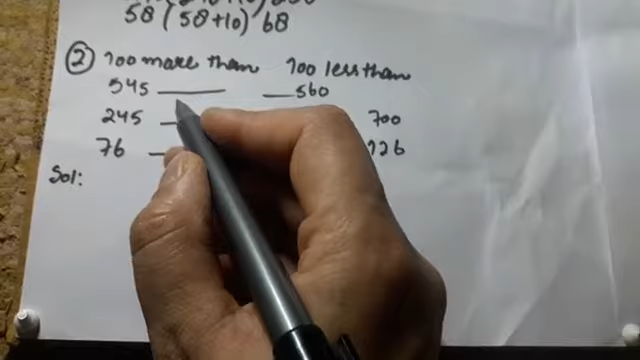 58 (58+10) 68
② 100 more than 100 less than
545 ____ ____ 560
245 700
76 126
Sol: